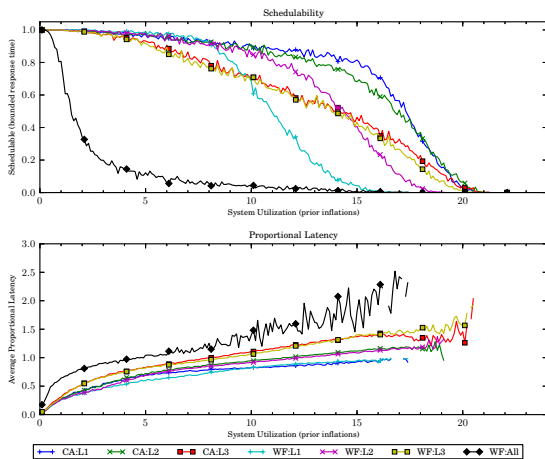 Schedulability
1.0
0.8
0.6
0.4
0.2
0.0
Schedulable (bounded response time)
0 5 10 15 20
System Utilization (prior inflations)
Proportional Latency
3.0
2.5
2.0
1.5
1.0
0.5
0.0
Average Proportional Latency
0 5 10 15 20
System Utilization (prior inflations)
CA:L1 CA:L2 CA:L3 WF:L1 WF:L2 WF:L3 WF:All